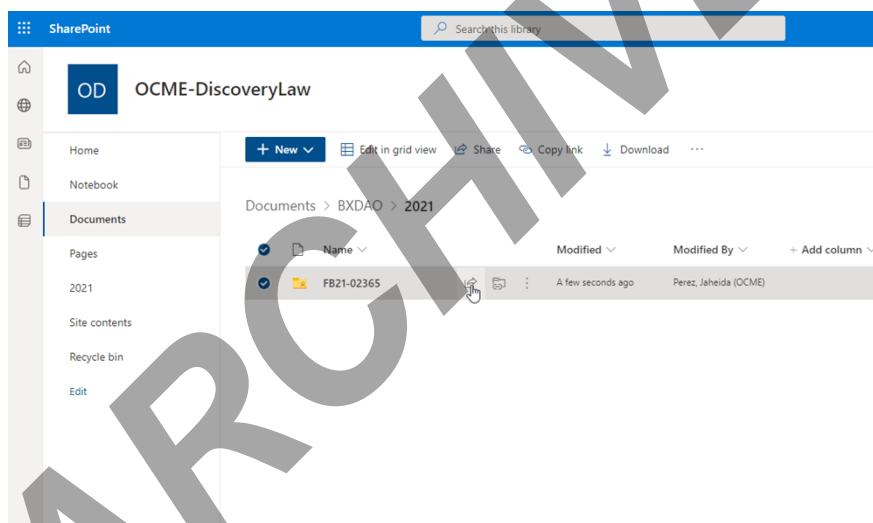 SharePoint
Search this library
OD
OCME-DiscoveryLaw
Home
Notebook
Documents
Pages
2021
Site contents
Recycle bin
Edit
+ New Edit in grid view Share Copy link Download ...
Documents > BXDAO > 2021
Name Modified Modified By + Add column
FB21-02365 A few seconds ago Perez, Jaheida (OCME)
ARCHIVE